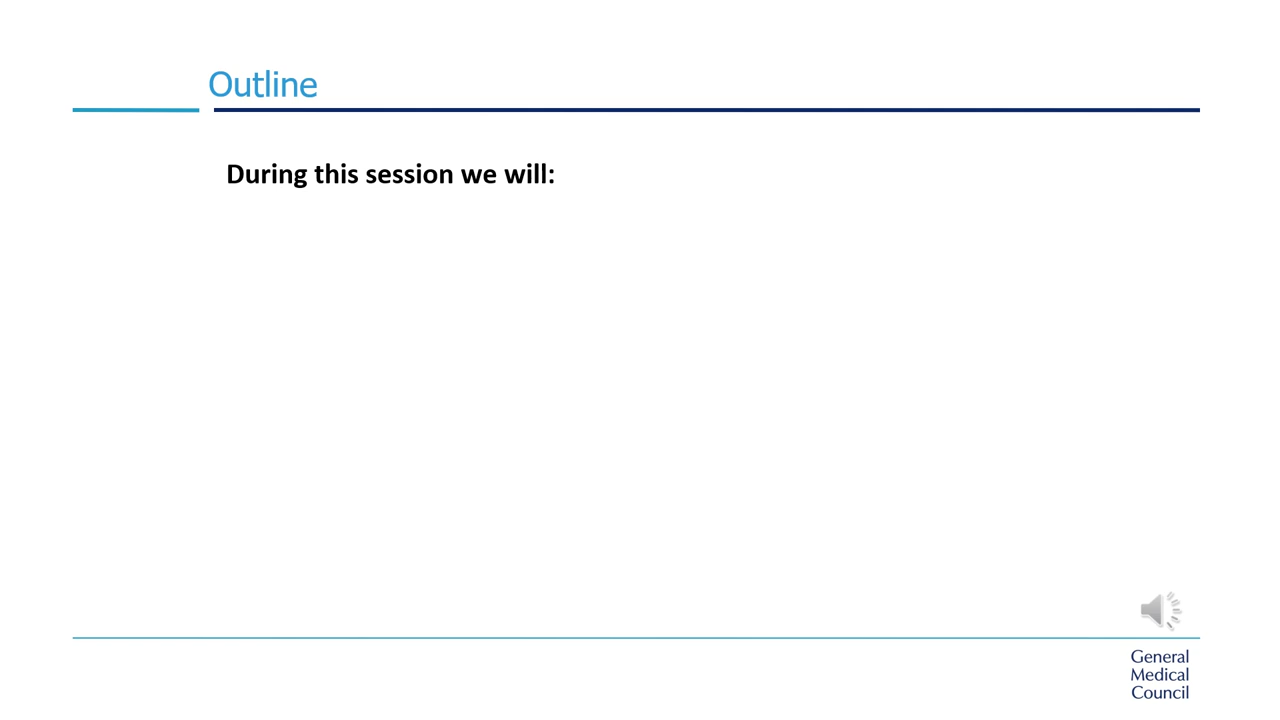 Outline
During this session we will:
General
Medical
Council